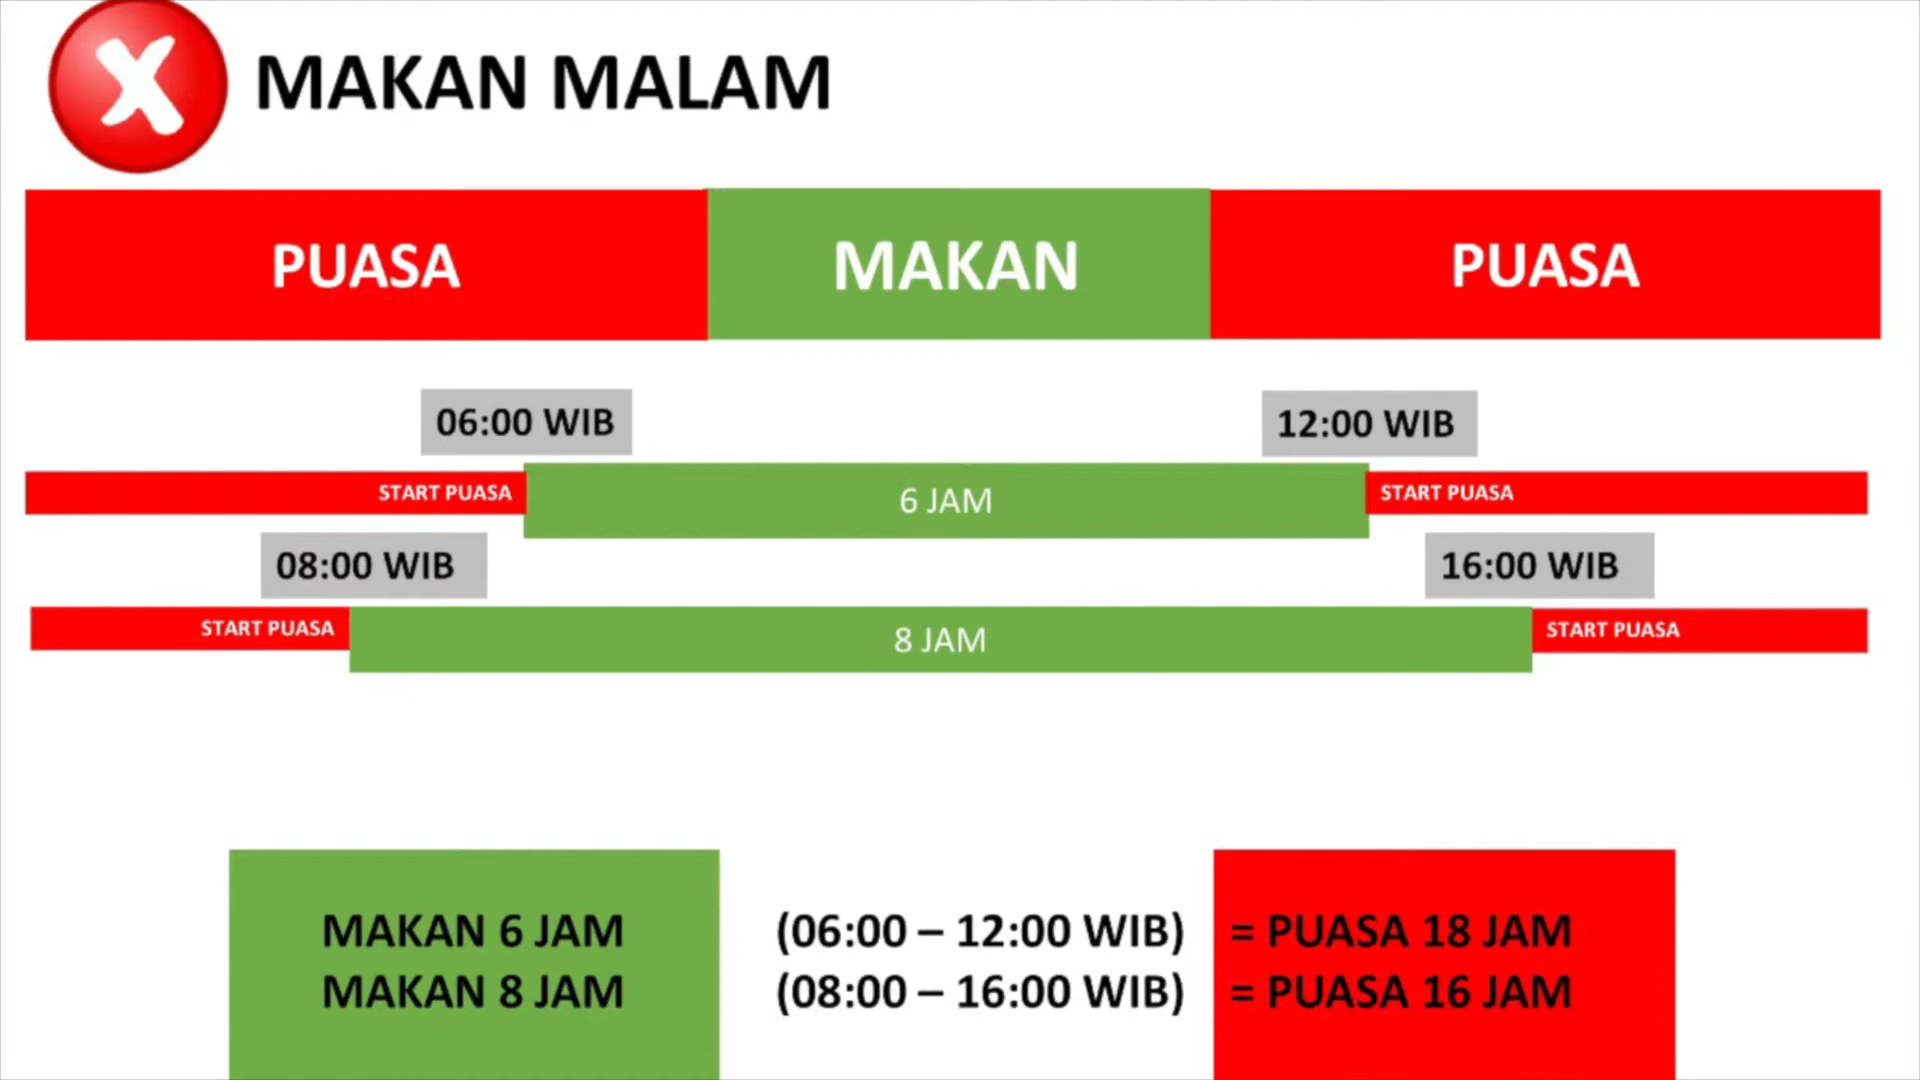 MAKAN MALAM
PUASA MAKAN PUASA
06:00 WIB 12:00 WIB
START PUASA 6 JAM START PUASA
08:00 WIB 16:00 WIB
START PUASA 8 JAM START PUASA
MAKAN 6 JAM (06:00 – 12:00 WIB) = PUASA 18 JAM
MAKAN 8 JAM (08:00 – 16:00 WIB) = PUASA 16 JAM